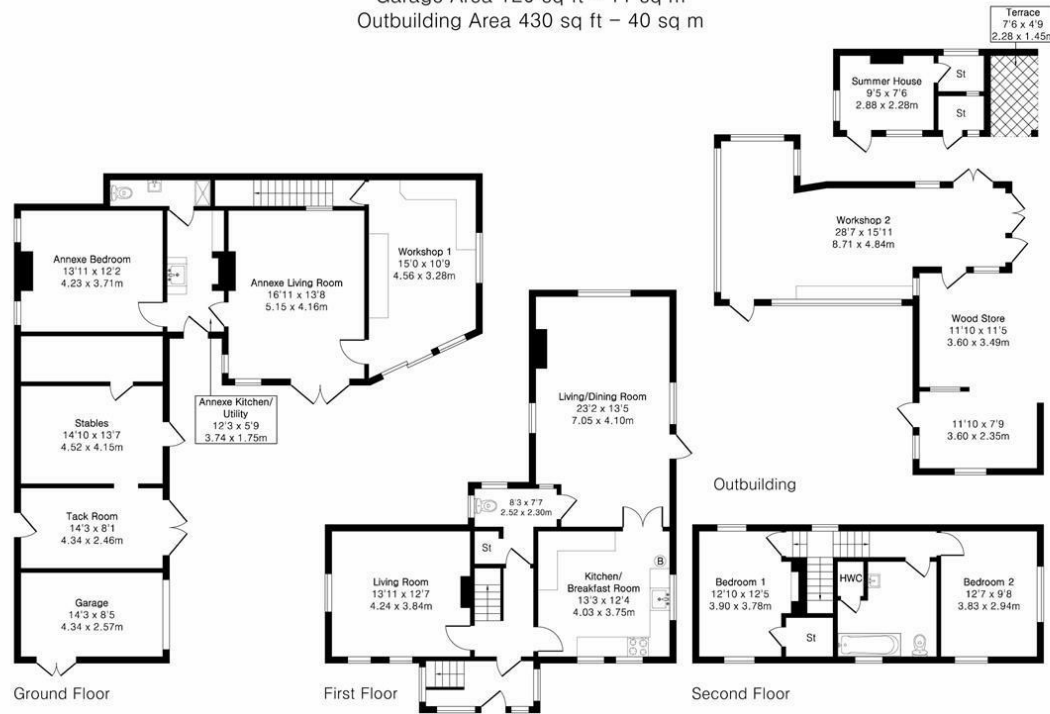 Outbuilding Area 430 sq ft – 40 sq m
Terrace
7'6 x 4'9
2.28 x 1.45m
Summer House
9'5 x 7'6
2.88 x 2.28m
St
St
Workshop 2
28'7 x 15'11
8.71 x 4.84m
Wood Store
11'10 x 11'5
3.60 x 3.49m
11'10 x 7'9
3.60 x 2.35m
Outbuilding
Annexe Bedroom
13'11 x 12'2
4.23 x 3.71m
Annexe Living Room
16'11 x 13'8
5.15 x 4.16m
Workshop 1
15'0 x 10'9
4.56 x 3.28m
Annexe Kitchen/
Utility
12'3 x 5'9
3.74 x 1.75m
Stables
14'10 x 13'7
4.52 x 4.15m
Tack Room
14'3 x 8'1
4.34 x 2.46m
Garage
14'3 x 8'5
4.34 x 2.57m
Ground Floor
Living/Dining Room
23'2 x 13'5
7.05 x 4.10m
8'3 x 7'7
2.52 x 2.30m
St
Living Room
13'11 x 12'7
4.24 x 3.84m
Kitchen/
Breakfast Room
13'3 x 12'4
4.03 x 3.75m
B
First Floor
Bedroom 1
12'10 x 12'5
3.90 x 3.78m
HWC
St
Bedroom 2
12'7 x 9'8
3.83 x 2.94m
Second Floor